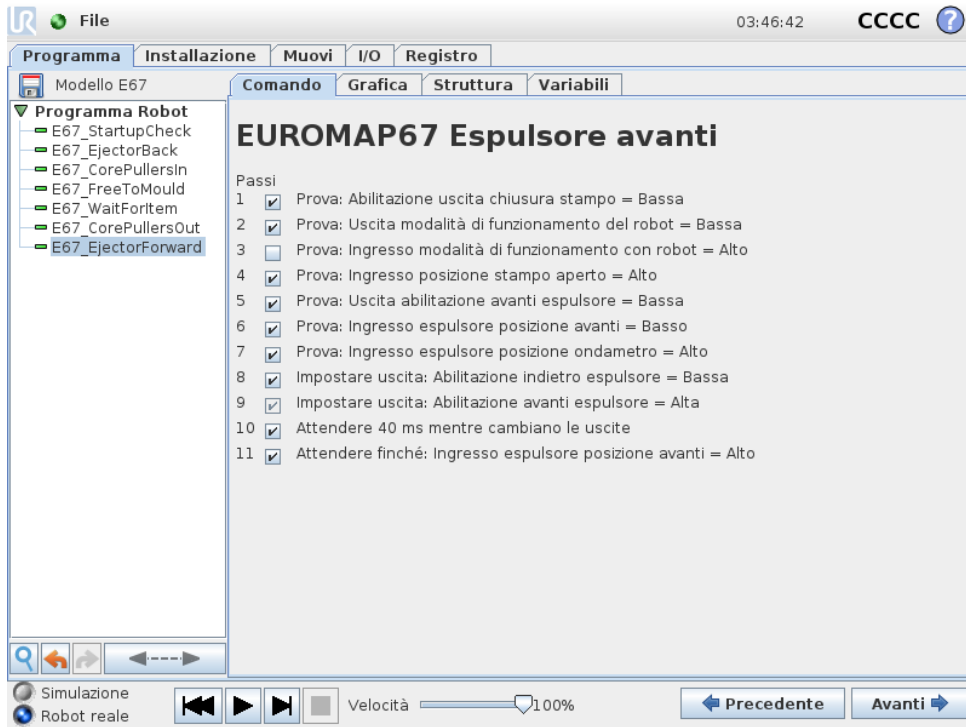 UR File 03:46:42 CCCC ?
Programma Installazione Muovi I/O Registro
Modello E67 Comando Grafica Struttura Variabili
Programma Robot
E67_StartupCheck
E67_EjectorBack
E67_CorePullersIn
E67_FreeToMould
E67_WaitForItem
E67_CorePullersOut
E67_EjectorForward
EUROMAP67 Espulsore avanti
Passi
1 Prova: Abilitazione uscita chiusura stampo = Bassa
2 Prova: Uscita modalità di funzionamento del robot = Bassa
3 Prova: Ingresso modalità di funzionamento con robot = Alto
4 Prova: Ingresso posizione stampo aperto = Alto
5 Prova: Uscita abilitazione avanti espulsore = Bassa
6 Prova: Ingresso espulsore posizione avanti = Basso
7 Prova: Ingresso espulsore posizione ondametro = Alto
8 Impostare uscita: Abilitazione indietro espulsore = Bassa
9 Impostare uscita: Abilitazione avanti espulsore = Alta
10 Attendere 40 ms mentre cambiano le uscite
11 Attendere finché: Ingresso espulsore posizione avanti = Alto
Simulazione
Robot reale
Velocità 100%
Precedente Avanti